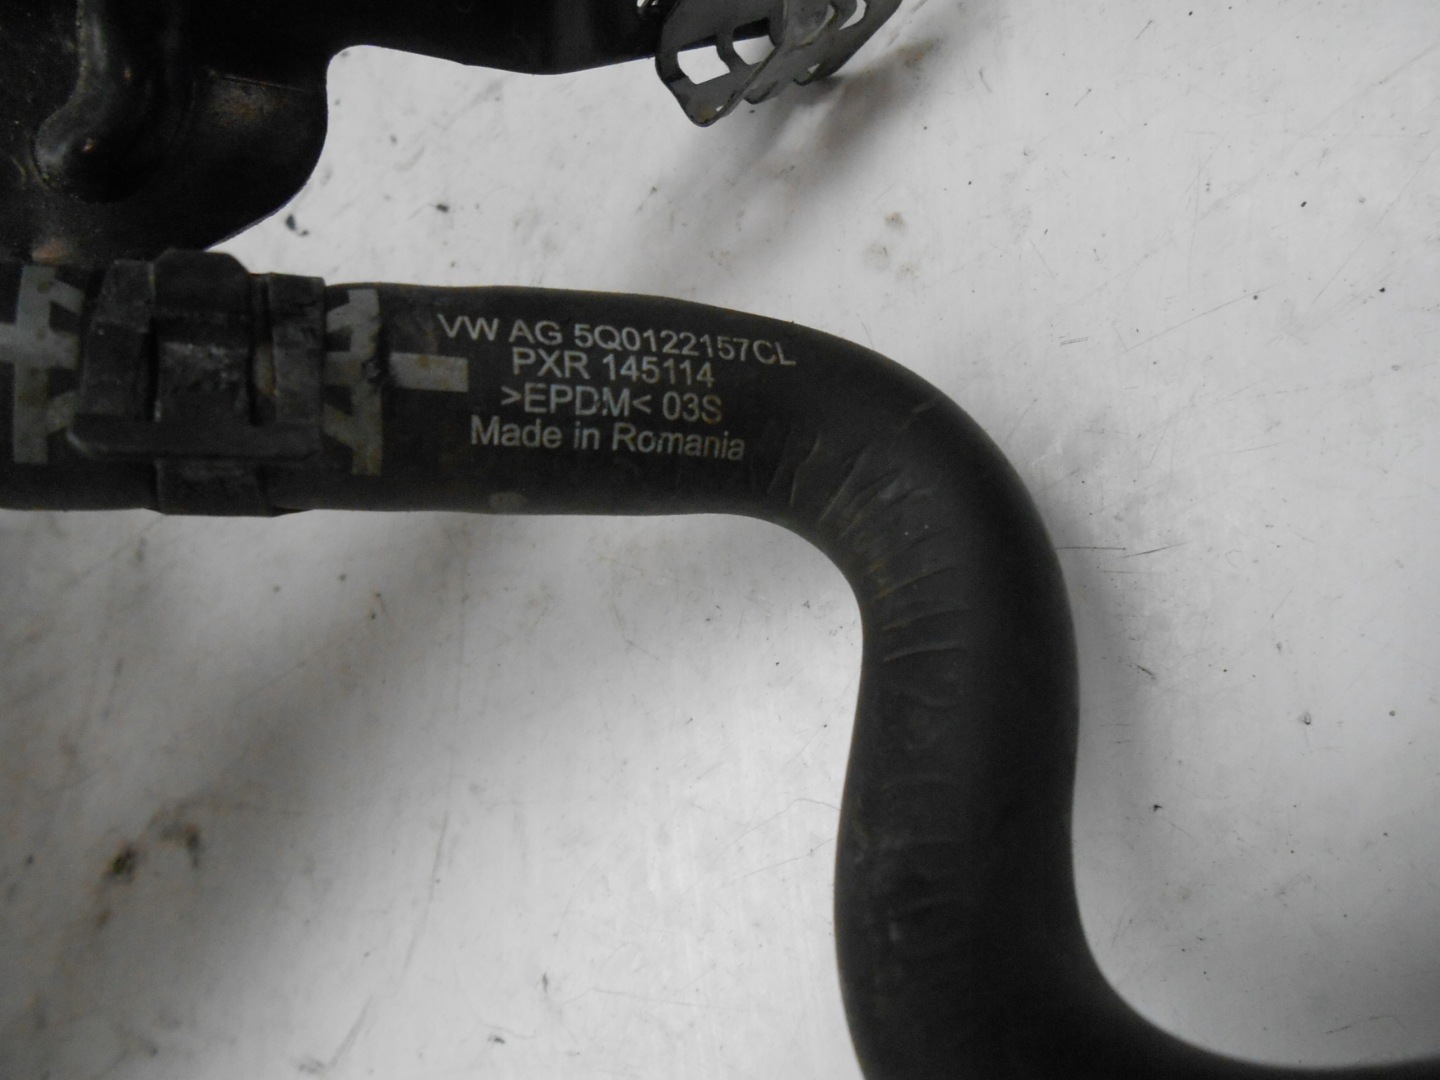 VW AG 5Q0122157CL
PXR 145114
>EPDM< 03S
Made in Romania